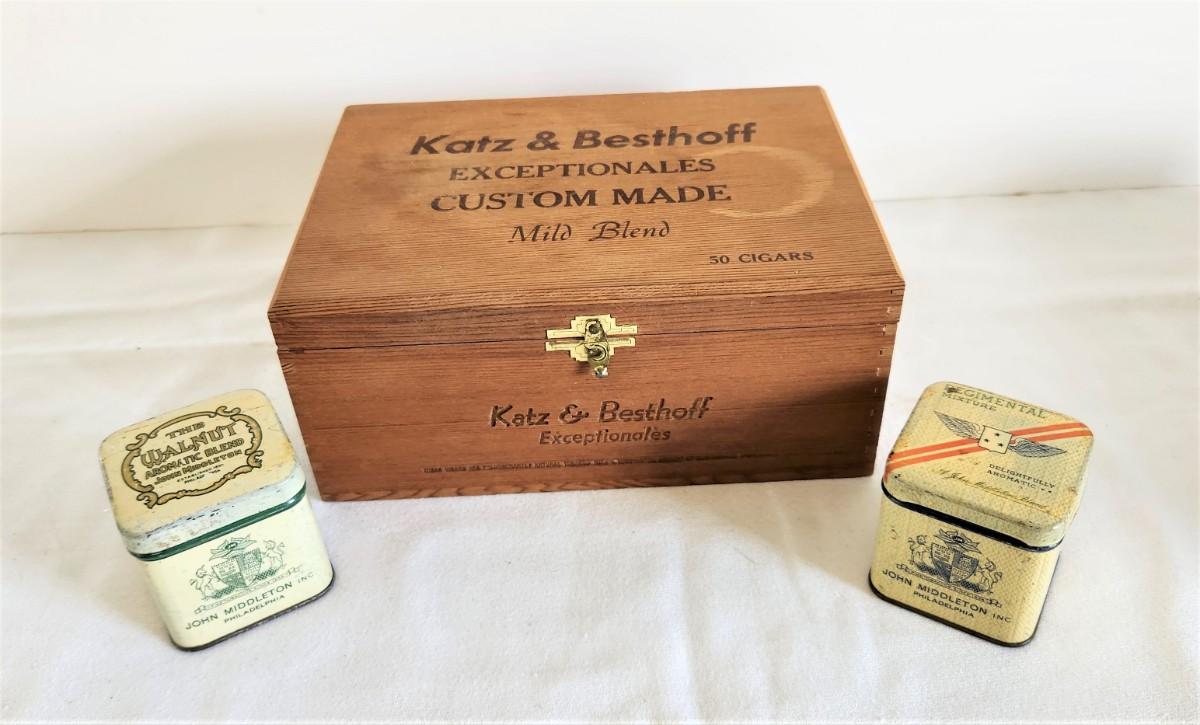 Katz & Besthoff
EXCEPTIONALES
CUSTOM MADE
Mild Blend
50 CIGARS
Katz & Besthoff
Exceptionales
THE
WALNUT
AROMATIC BLEND
JOHN MIDDLETON
JOHN MIDDLETON INC
PHILADELPHIA
REGIMENTAL
MIXTURE
DELIGHTFULLY
AROMATIC
JOHN MIDDLETON INC
PHILADELPHIA